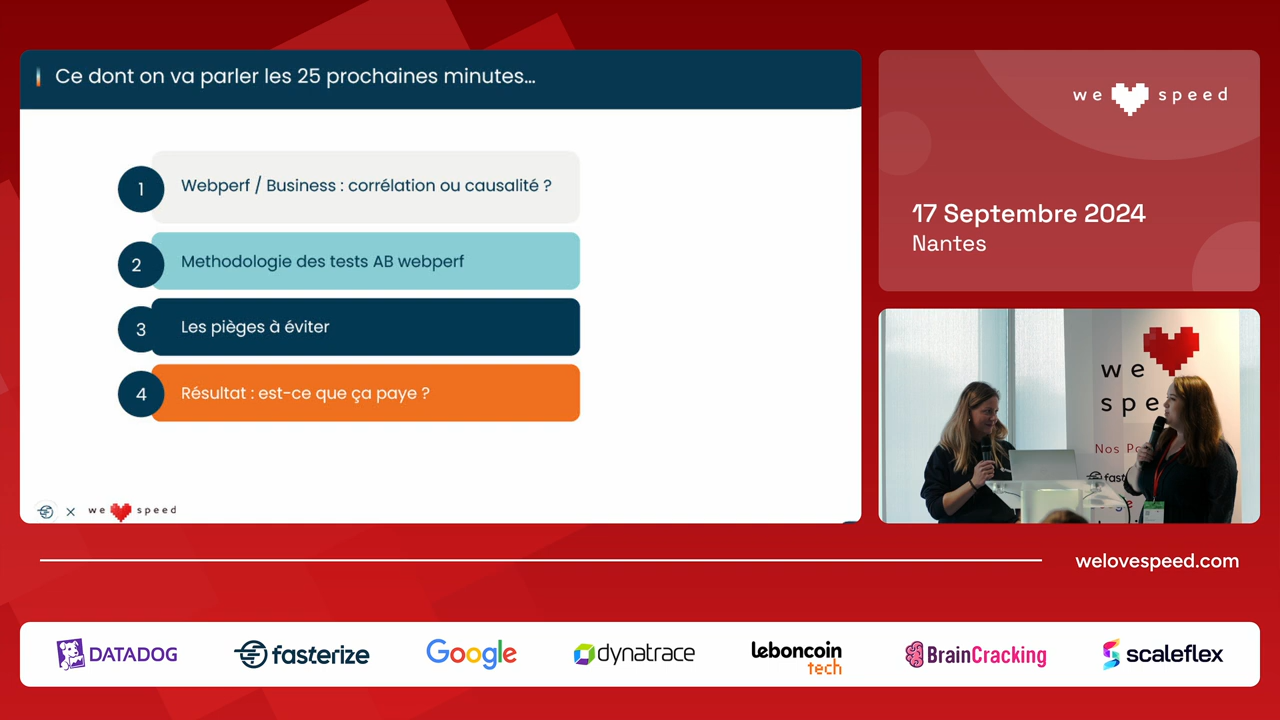 Ce dont on va parler les 25 prochaines minutes...
1
Webperf / Business : corrélation ou causalité ?
2
Methodologie des tests AB webperf
3
Les pièges à éviter
4
Résultat : est-ce que ça paye ?
we speed
we speed
17 Septembre 2024
Nantes
we
spe
Nos
fast
welovespeed.com
DATADOG
fasterize
Google
dynatrace
leboncoin
tech
BrainCracking
scaleflex